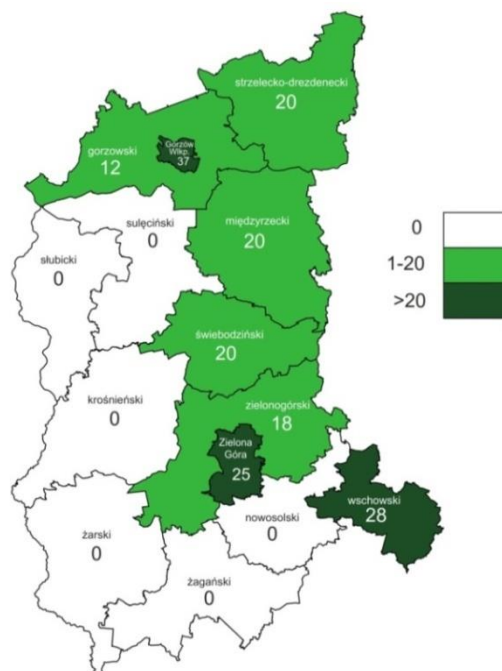 strzelecko-drezdenecki
20
Gorzów
Wlkp.
37
gorzowski
12
sulęciński
0
międzyrzecki
20
słubicki
0
0
1-20
>20
świebodziński
20
krośnieński
0
zielonogórski
18
Zielona
Góra
25
wschowski
28
nowosolski
0
żarski
0
żagański
0